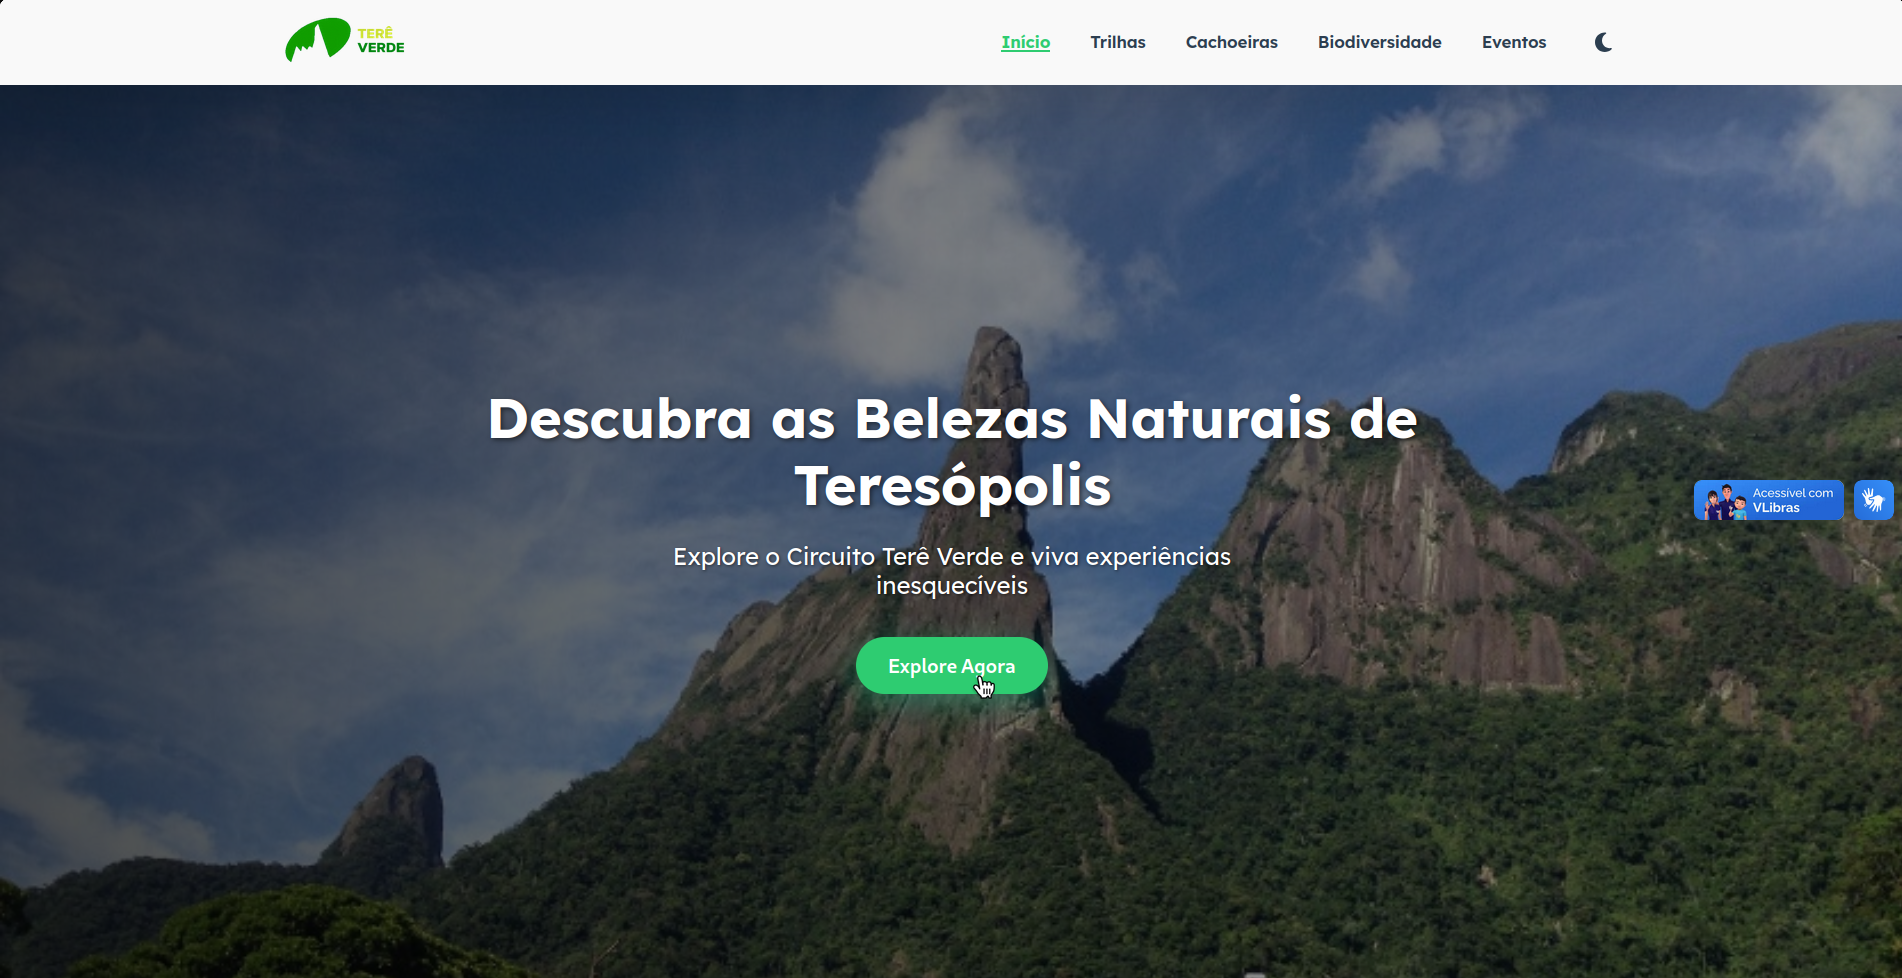 TERÊ
VERDE
Início
Trilhas
Cachoeiras
Biodiversidade
Eventos
Descubra as Belezas Naturais de
Teresópolis
Explore o Circuito Terê Verde e viva experiências
inesquecíveis
Explore Agora
Acessível com
VLibras